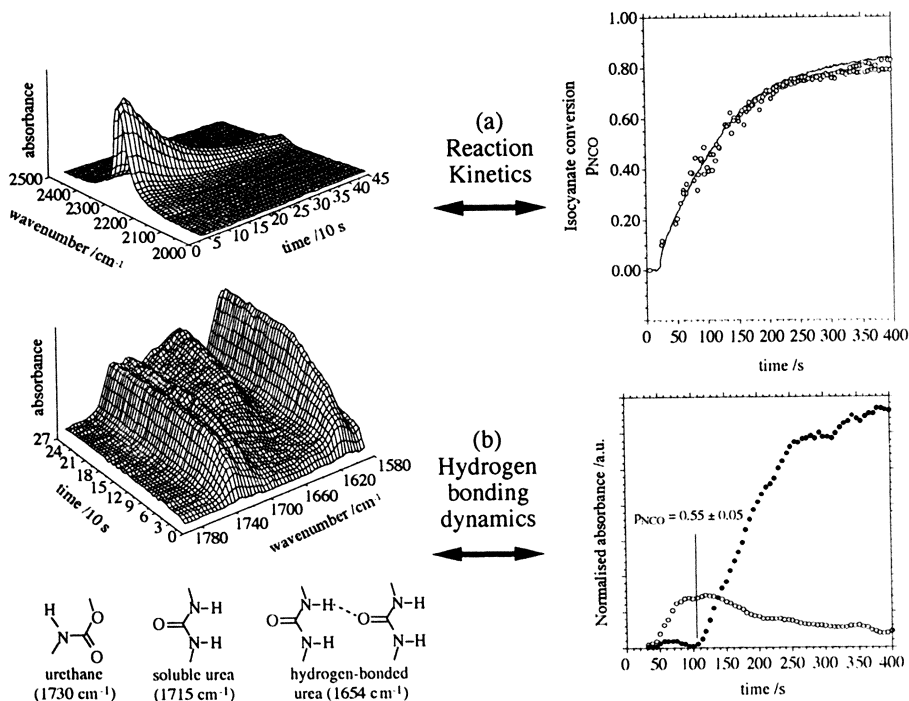 absorbance
2500
2400
2300
2200
2100
2000
wavenumber /cm-1
0
5
10
15
20
25
30
35
40
45
time /10 s
(a)
Reaction
Kinetics
Isocyanate conversion
PNCO
1.00
0.80
0.60
0.40
0.20
0.00
0 50 100 150 200 250 300 350 400
time /s
absorbance
27
24
21
18
15
12
9
6
3
0
time /10 s
1780
1740
1700
1660
1620
1580
wavenumber /cm-1
(b)
Hydrogen
bonding
dynamics
Normalised absorbance /a.u.
PNCO = 0.55 ± 0.05
0 50 100 150 200 250 300 350 400
time /s
H
N
O
O
urethane
(1730 cm-1)
N-H
O
N-H
soluble urea
(1715 cm-1)
N-H
O
N-H
N-H
O
N-H
hydrogen-bonded
urea (1654 cm-1)